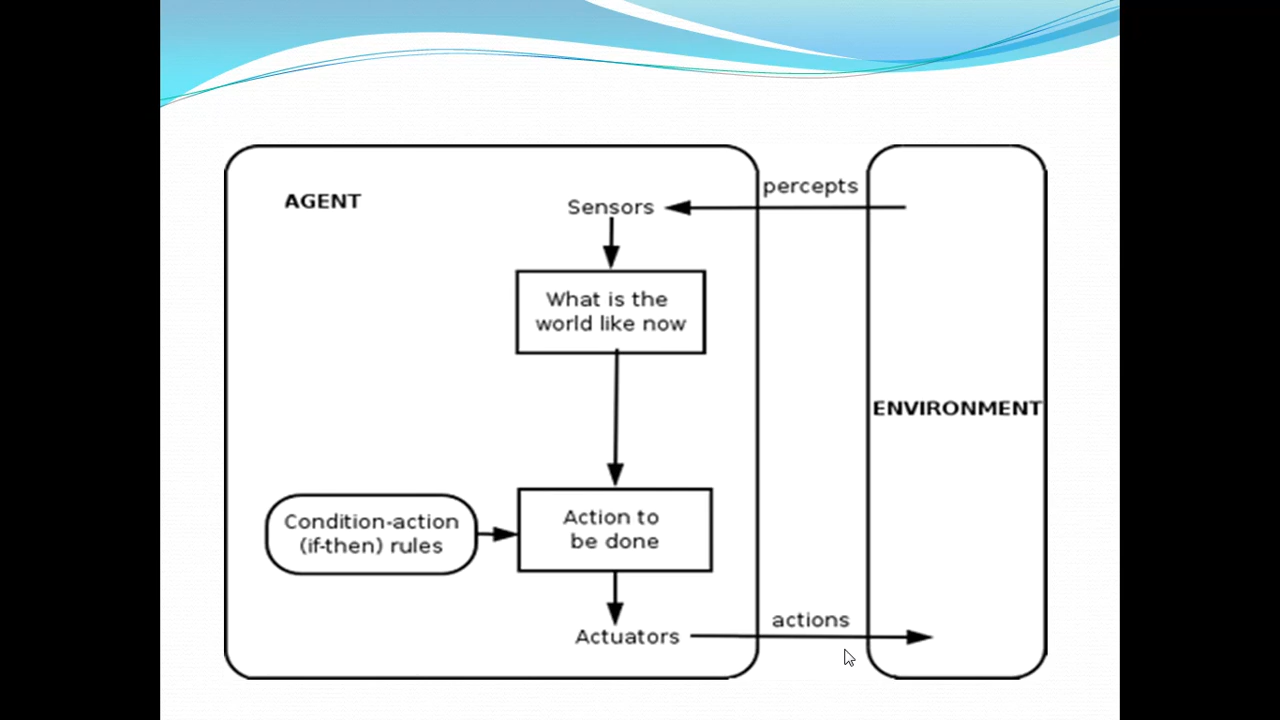 AGENT
Sensors
percepts
What is the
world like now
ENVIRONMENT
Condition-action
(if-then) rules
Action to
be done
Actuators
actions